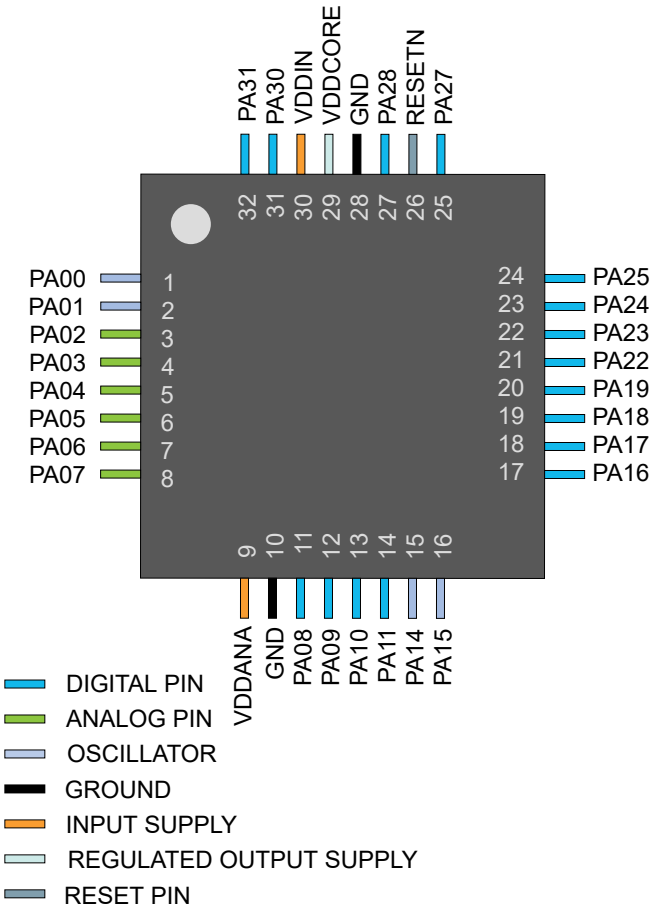 PA31 PA30 VDDIN VDDCORE GND PA28 RESETN PA27
32 31 30 29 28 27 26 25
PA00 1 24 PA25
PA01 2 23 PA24
PA02 3 22 PA23
PA03 4 21 PA22
PA04 5 20 PA19
PA05 6 19 PA18
PA06 7 18 PA17
PA07 8 17 PA16
9 10 11 12 13 14 15 16
VDDANA GND PA08 PA09 PA10 PA11 PA14 PA15
DIGITAL PIN
ANALOG PIN
OSCILLATOR
GROUND
INPUT SUPPLY
REGULATED OUTPUT SUPPLY
RESET PIN